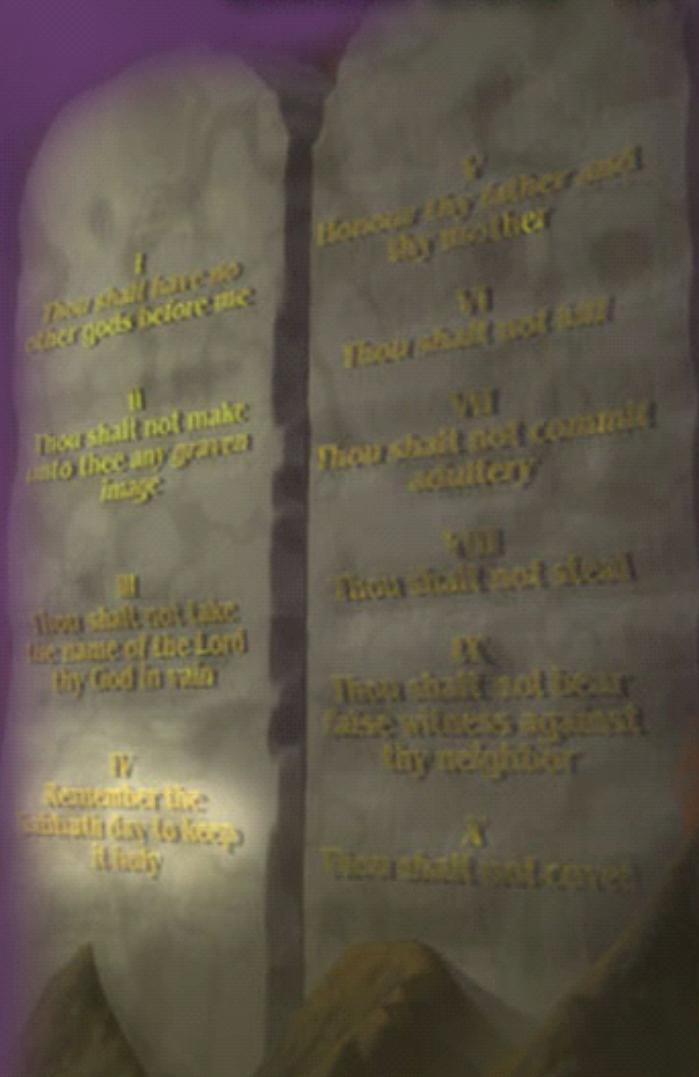 I
Thou shalt have no
other gods before me
II
Thou shalt not make
unto thee any graven
image
III
Thou shalt not take
the name of the Lord
thy God in vain
IV
Remember the
Sabbath day to keep
it holy
V
Honour thy father and
thy mother
VI
Thou shalt not kill
VII
Thou shalt not commit
adultery
VIII
Thou shalt not steal
IX
Thou shalt not bear
false witness against
thy neighbor
X
Thou shalt not covet